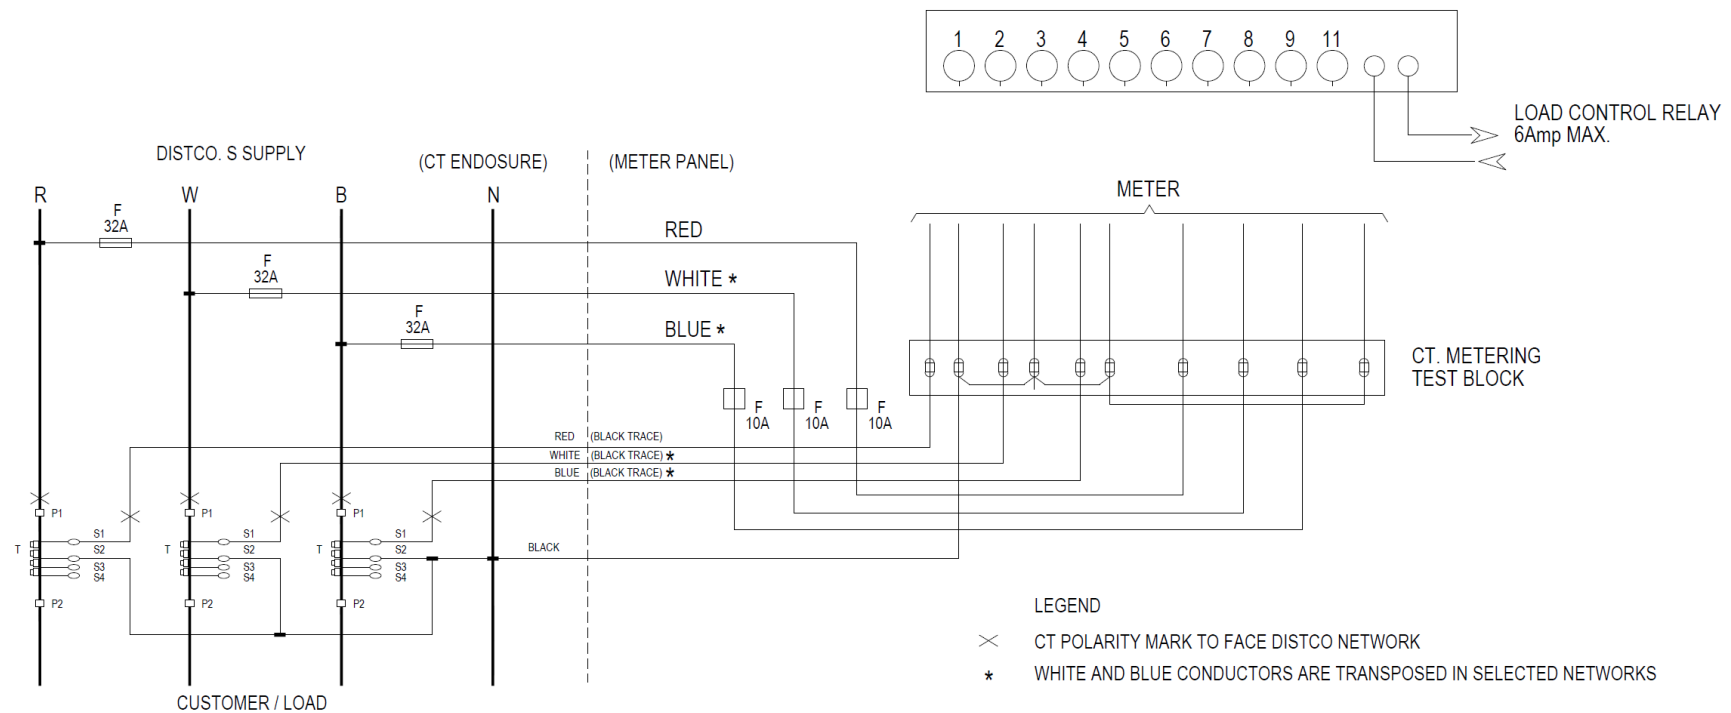 1 2 3 4 5 6 7 8 9 11
LOAD CONTROL RELAY
6Amp MAX.
DISTCO. S SUPPLY
(CT ENDOSURE)
(METER PANEL)
METER
R
W
B
N
F
32A
RED
F
32A
WHITE *
F
32A
BLUE *
CT. METERING
TEST BLOCK
F
10A
F
10A
F
10A
RED (BLACK TRACE)
WHITE (BLACK TRACE) *
BLUE (BLACK TRACE) *
P1
P1
P1
T
S1
S2
S3
S4
T
S1
S2
S3
S4
T
S1
S2
S3
S4
BLACK
P2
P2
P2
LEGEND
CT POLARITY MARK TO FACE DISTCO NETWORK
* WHITE AND BLUE CONDUCTORS ARE TRANSPOSED IN SELECTED NETWORKS
CUSTOMER / LOAD